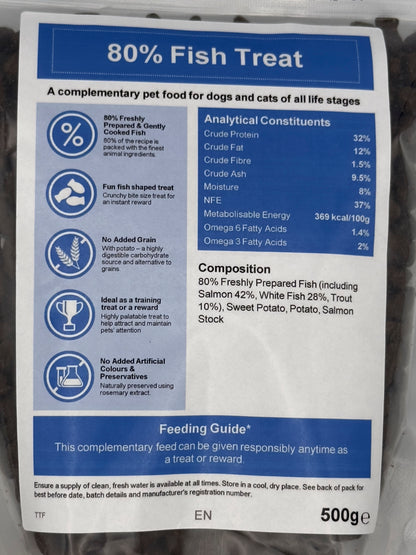 80% Fish Treat
A complementary pet food for dogs and cats of all life stages
80% Freshly
Prepared & Gently
Cooked Fish
80% of the recipe is
packed with the finest
animal ingredients.
Fun fish shaped treat
Crunchy bite size treat for
an instant reward
No Added Grain
With potato – a highly
digestible carbohydrate
source and alternative to
grains.
Ideal as a training
treat or a reward
Highly palatable treat to
help attract and maintain
pets' attention
No Added Artificial
Colours &
Preservatives
Naturally preserved using
rosemary extract.
Analytical Constituents
Crude Protein 32%
Crude Fat 12%
Crude Fibre 1.5%
Crude Ash 9.5%
Moisture 8%
NFE 37%
Metabolisable Energy 369 kcal/100g
Omega 6 Fatty Acids 1.4%
Omega 3 Fatty Acids 2%
Composition
80% Freshly Prepared Fish (including
Salmon 42%, White Fish 28%, Trout
10%), Sweet Potato, Potato, Salmon
Stock
Feeding Guide*
This complementary feed can be given responsibly anytime as
a treat or reward.
Ensure a supply of clean, fresh water is available at all times. Store in a cool, dry place. See back of pack for
best before date, batch details and manufacturer's registration number.
TTF EN 500g℮